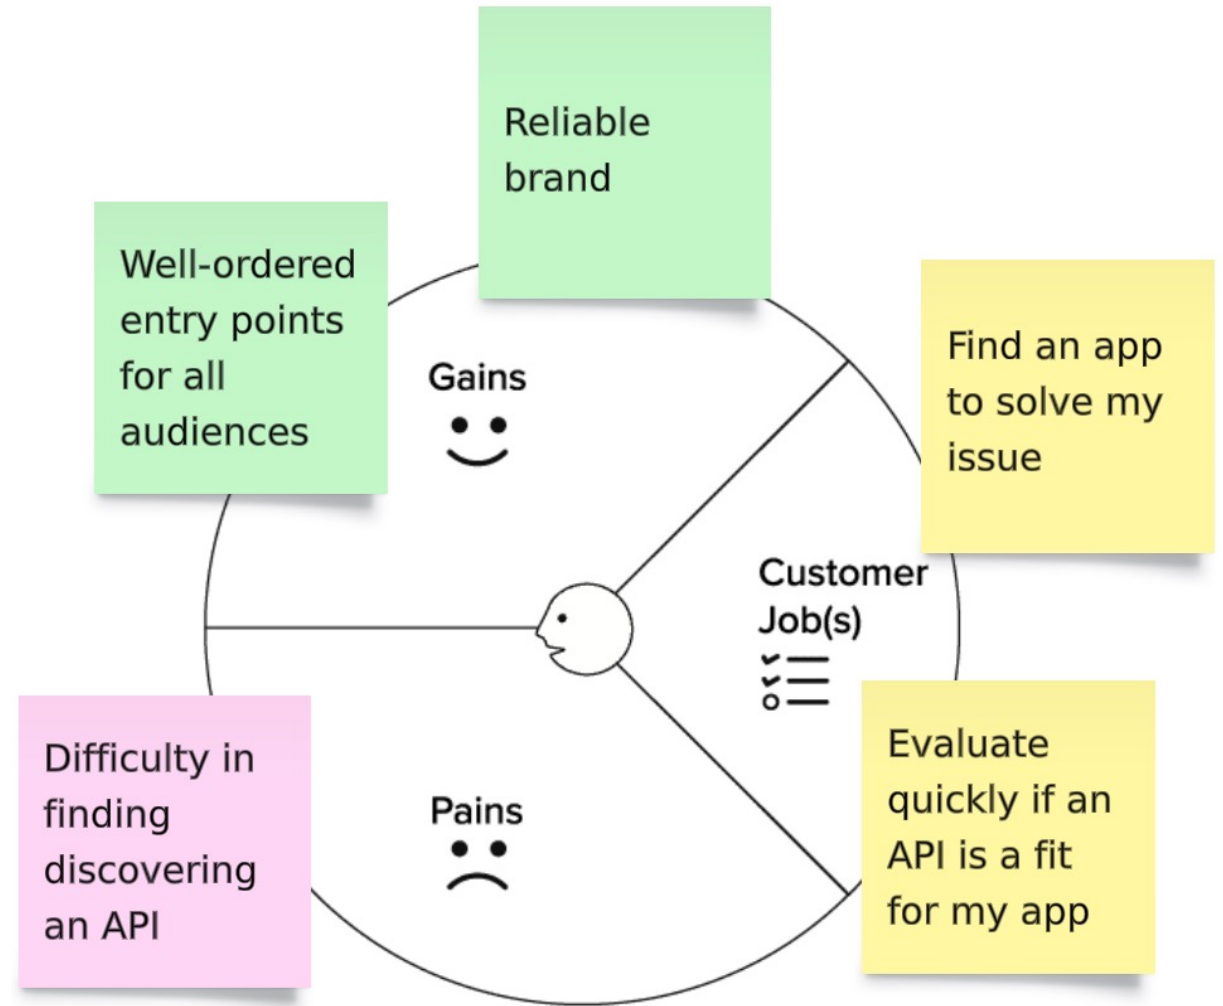 Reliable
brand
Well-ordered
entry points
for all
audiences
Gains
Find an app
to solve my
issue
Customer
Job(s)
Difficulty in
finding
discovering
an API
Pains
Evaluate
quickly if an
API is a fit
for my app